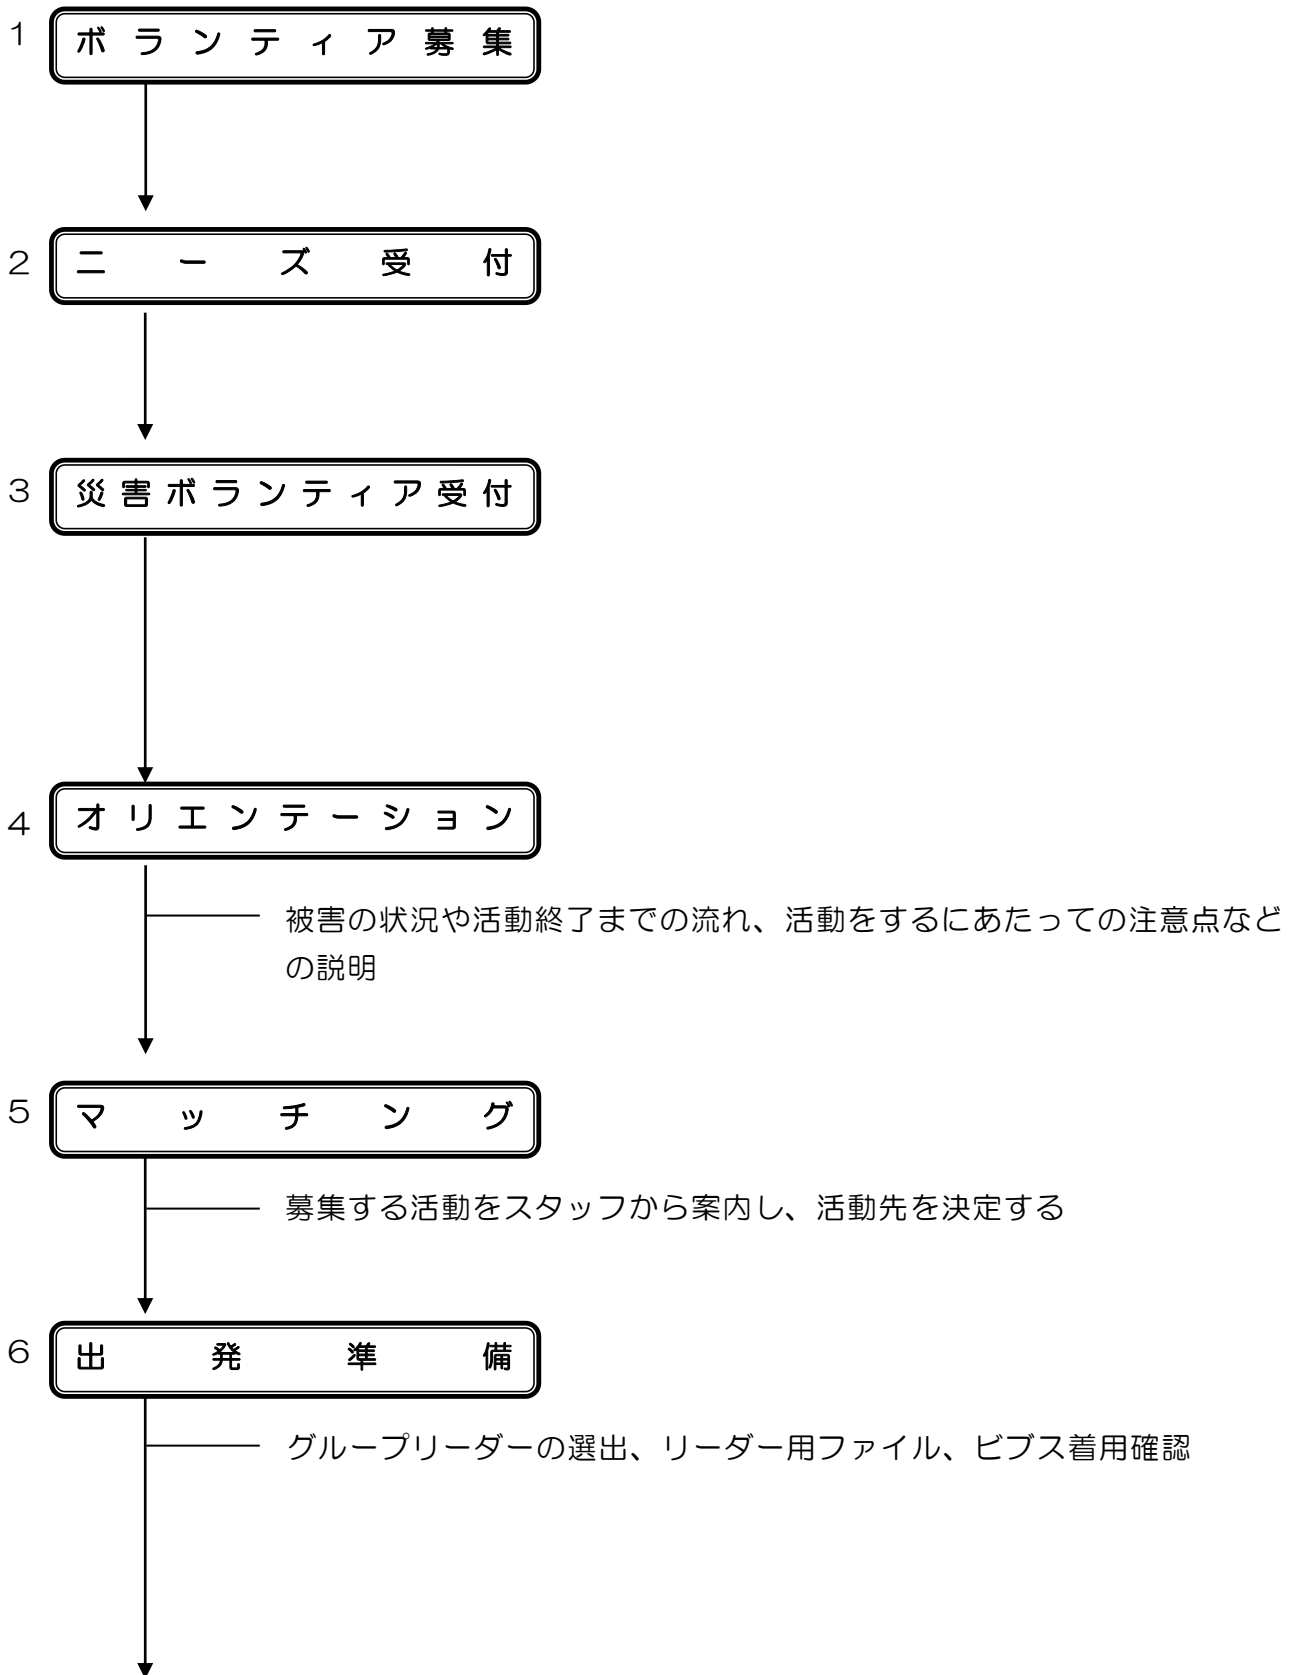 1 ボランティア募集
2 ニーズ受付
3 災害ボランティア受付
4 オリエンテーション
被害の状況や活動終了までの流れ、活動をするにあたっての注意点など
の説明
5 マッチング
募集する活動をスタッフから案内し、活動先を決定する
6 出発準備
グループリーダーの選出、リーダー用ファイル、ビブス着用確認